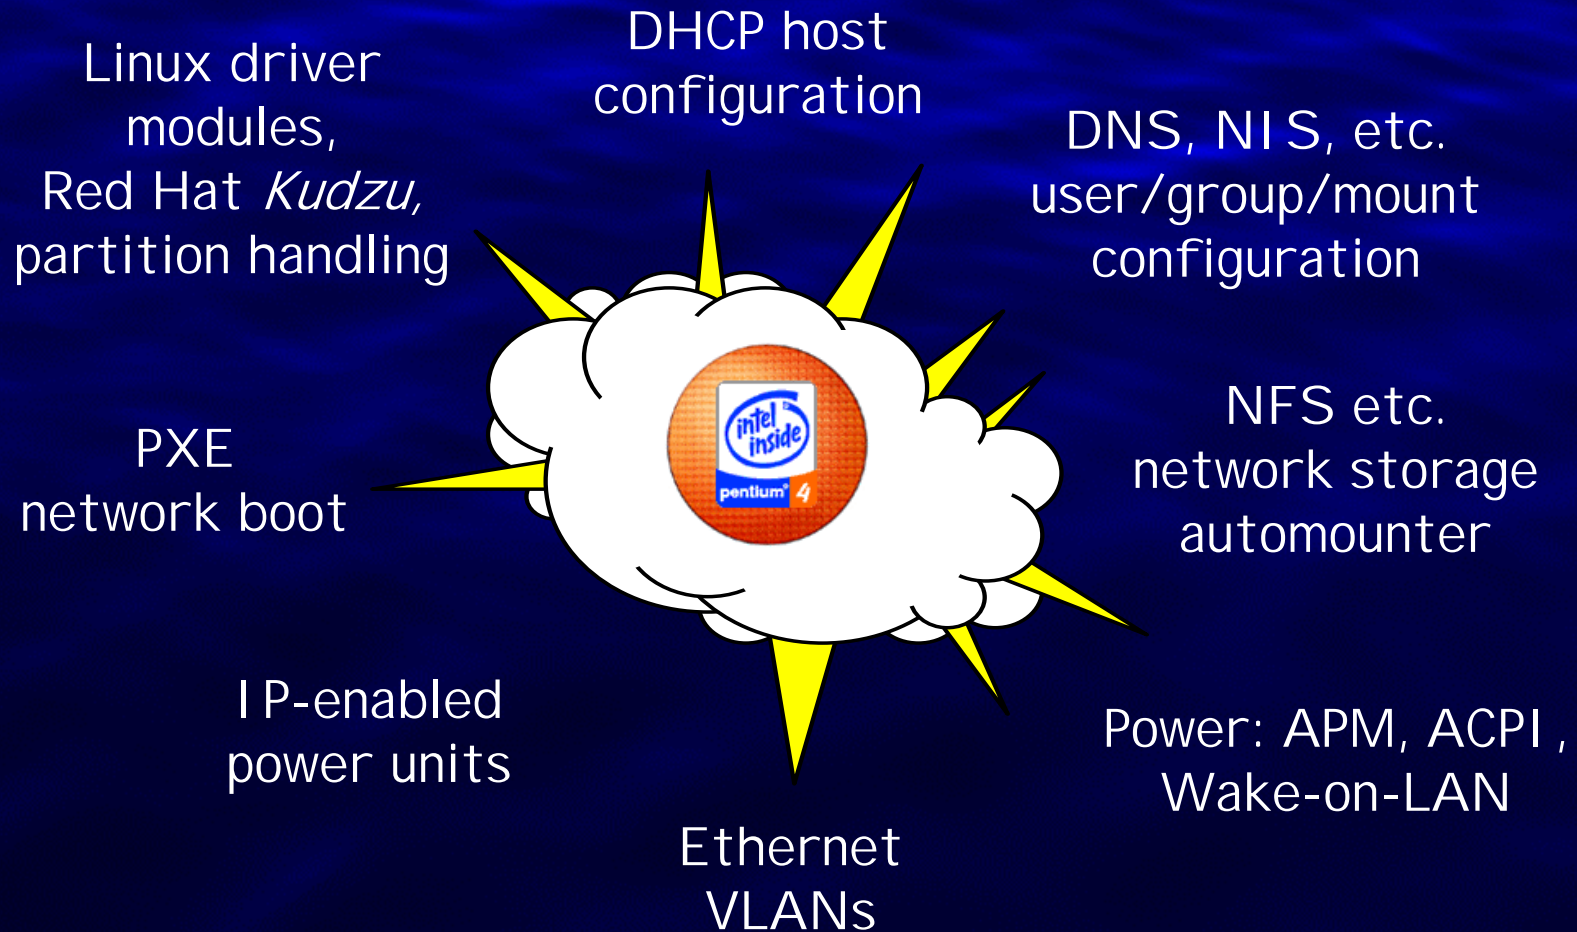 DHCP host
configuration
Linux driver
modules,
Red Hat Kudzu,
partition handling
DNS, NIS, etc.
user/group/mount
configuration
NFS etc.
network storage
automounter
PXE
network boot
intel
inside
pentium® 4
IP-enabled
power units
Power: APM, ACPI,
Wake-on-LAN
Ethernet
VLANs